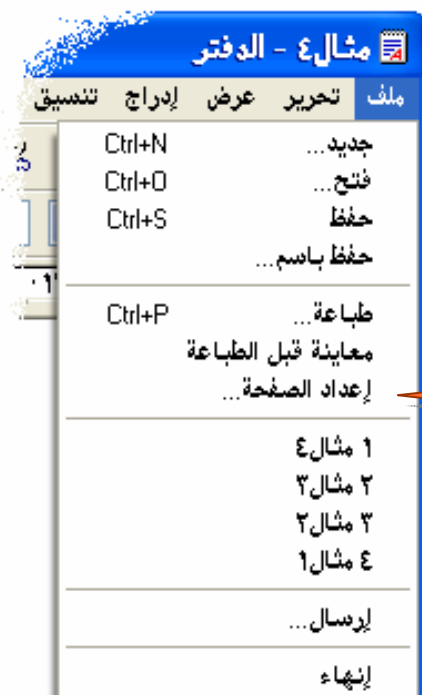 مثال٤ - الدفتر
ملف تحرير عرض إدراج تنسيق
جديد... Ctrl+N
فتح... Ctrl+O
حفظ Ctrl+S
حفظ باسم...
طباعة... Ctrl+P
معاينة قبل الطباعة
إعداد الصفحة...
١ مثال٤
٢ مثال٣
٣ مثال٢
٤ مثال١
إرسال...
إنهاء